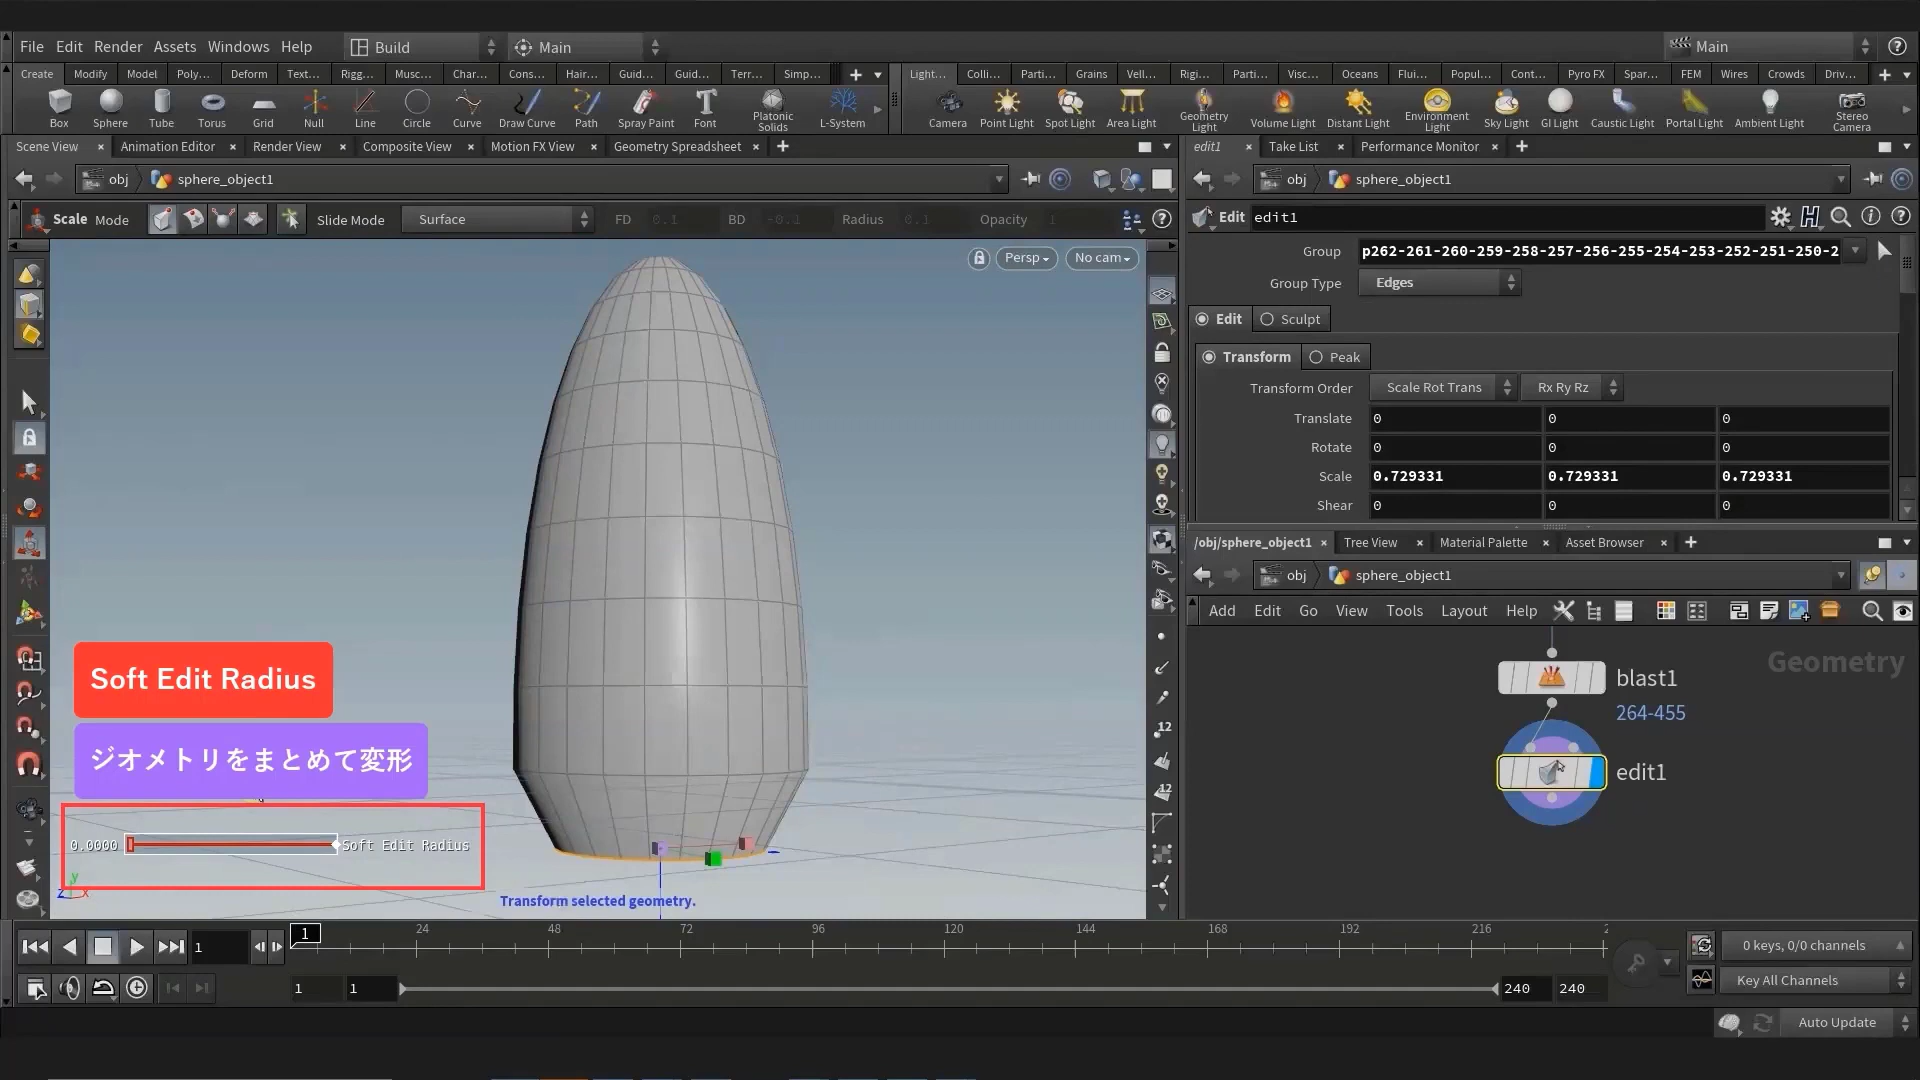 File Edit Render Assets Windows Help Build Main Main
Create Modify Model Poly... Deform Text... Rigg... Musc... Char... Cons... Hair... Guid... Guid... Terr... Simp...
Light... Colli... Parti... Grains Vell... Rigi... Parti... Visc... Oceans Flui... Popul... Cont... Pyro FX Spar... FEM Wires Crowds Driv...
Box Sphere Tube Torus Grid Null Line Circle Curve Draw Curve Path Spray Paint Font Platonic Solids L-System
Camera Point Light Spot Light Area Light Geometry Light Volume Light Distant Light Environment Light Sky Light GI Light Caustic Light Portal Light Ambient Light Stereo Camera
Scene View Animation Editor Render View Composite View Motion FX View Geometry Spreadsheet
obj sphere_object1
Scale Mode Slide Mode Surface FD 0.1 BD -0.1 Radius 0.1 Opacity 1
Persp No cam
Soft Edit Radius
ジオメトリをまとめて変形
0.0000 Soft Edit Radius
y
z x
Transform selected geometry.
12
12
edit1 Take List Performance Monitor
obj sphere_object1
Edit edit1
Group p262-261-260-259-258-257-256-255-254-253-252-251-250-2
Group Type Edges
Edit Sculpt
Transform Peak
Transform Order Scale Rot Trans Rx Ry Rz
Translate 0 0 0
Rotate 0 0 0
Scale 0.729331 0.729331 0.729331
Shear 0 0 0
/obj/sphere_object1 Tree View Material Palette Asset Browser
obj sphere_object1
Add Edit Go View Tools Layout Help
Geometry
blast1
264-455
edit1
1 1 24 48 72 96 120 144 168 192 216 2
0 keys, 0/0 channels
1 1 240 240
Key All Channels
Auto Update